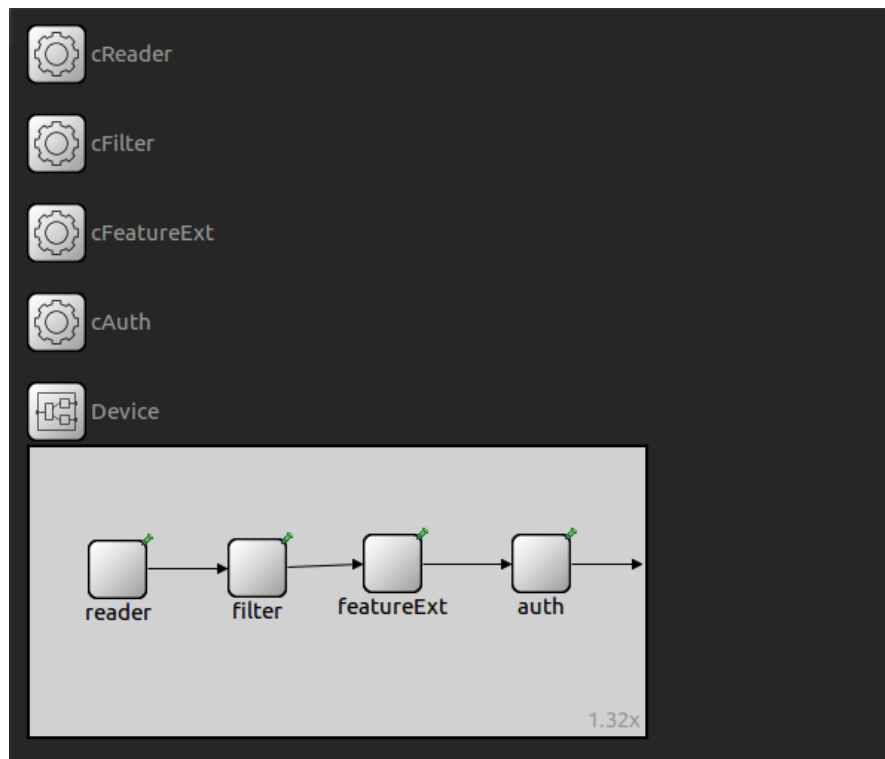 cReader
cFilter
cFeatureExt
cAuth
Device
reader
filter
featureExt
auth
1.32x